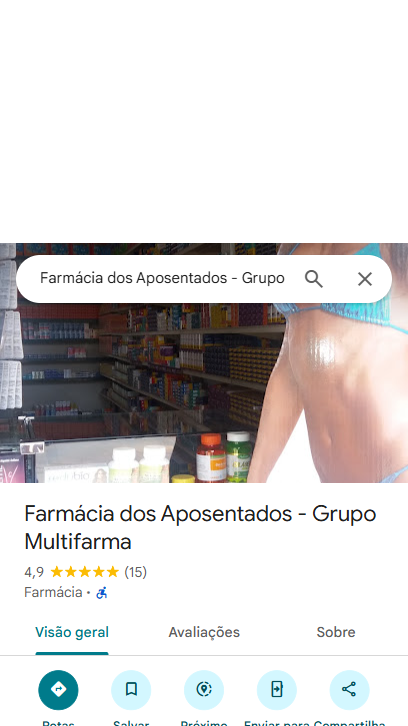 Farmácia dos Aposentados - Grupo
Farmácia dos Aposentados - Grupo
Multifarma
4,9 (15)
Farmácia ·
Visão geral Avaliações Sobre
Rotas Salvar Próximo Enviar para Compartilha